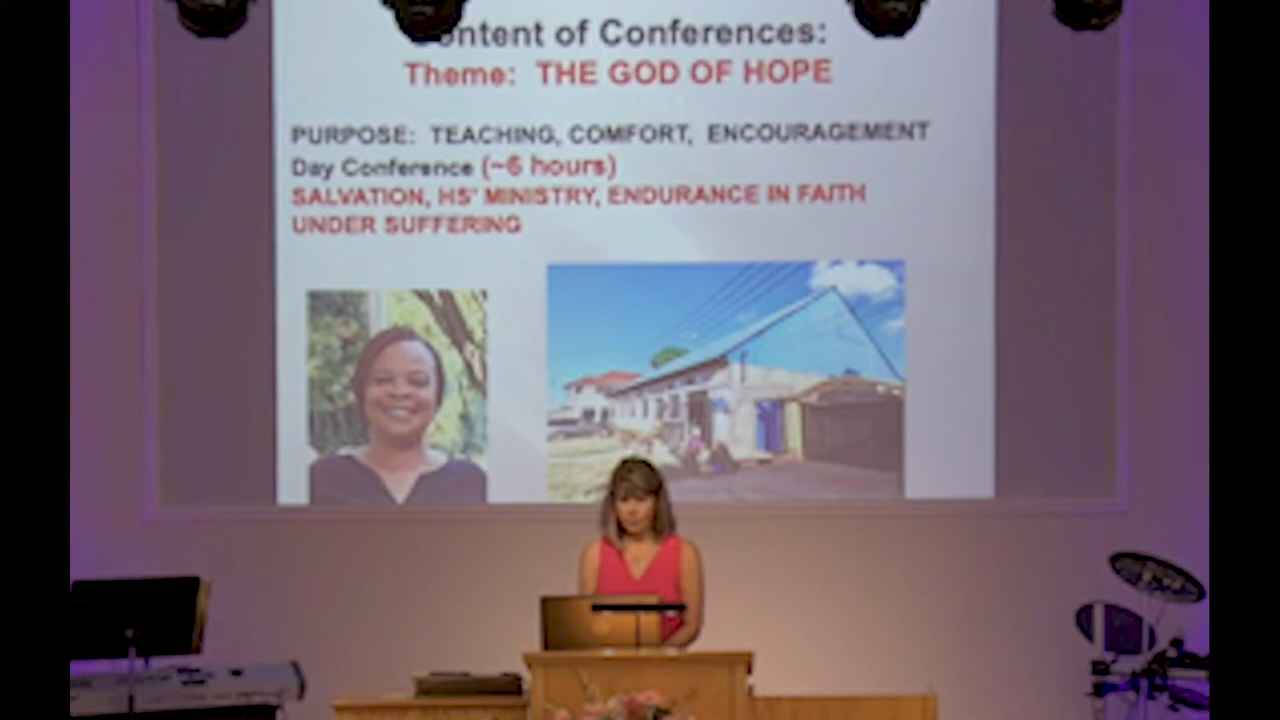 Content of Conferences:
Theme: THE GOD OF HOPE
PURPOSE: TEACHING, COMFORT, ENCOURAGEMENT
Day Conference (~6 hours)
SALVATION, HS' MINISTRY, ENDURANCE IN FAITH
UNDER SUFFERING